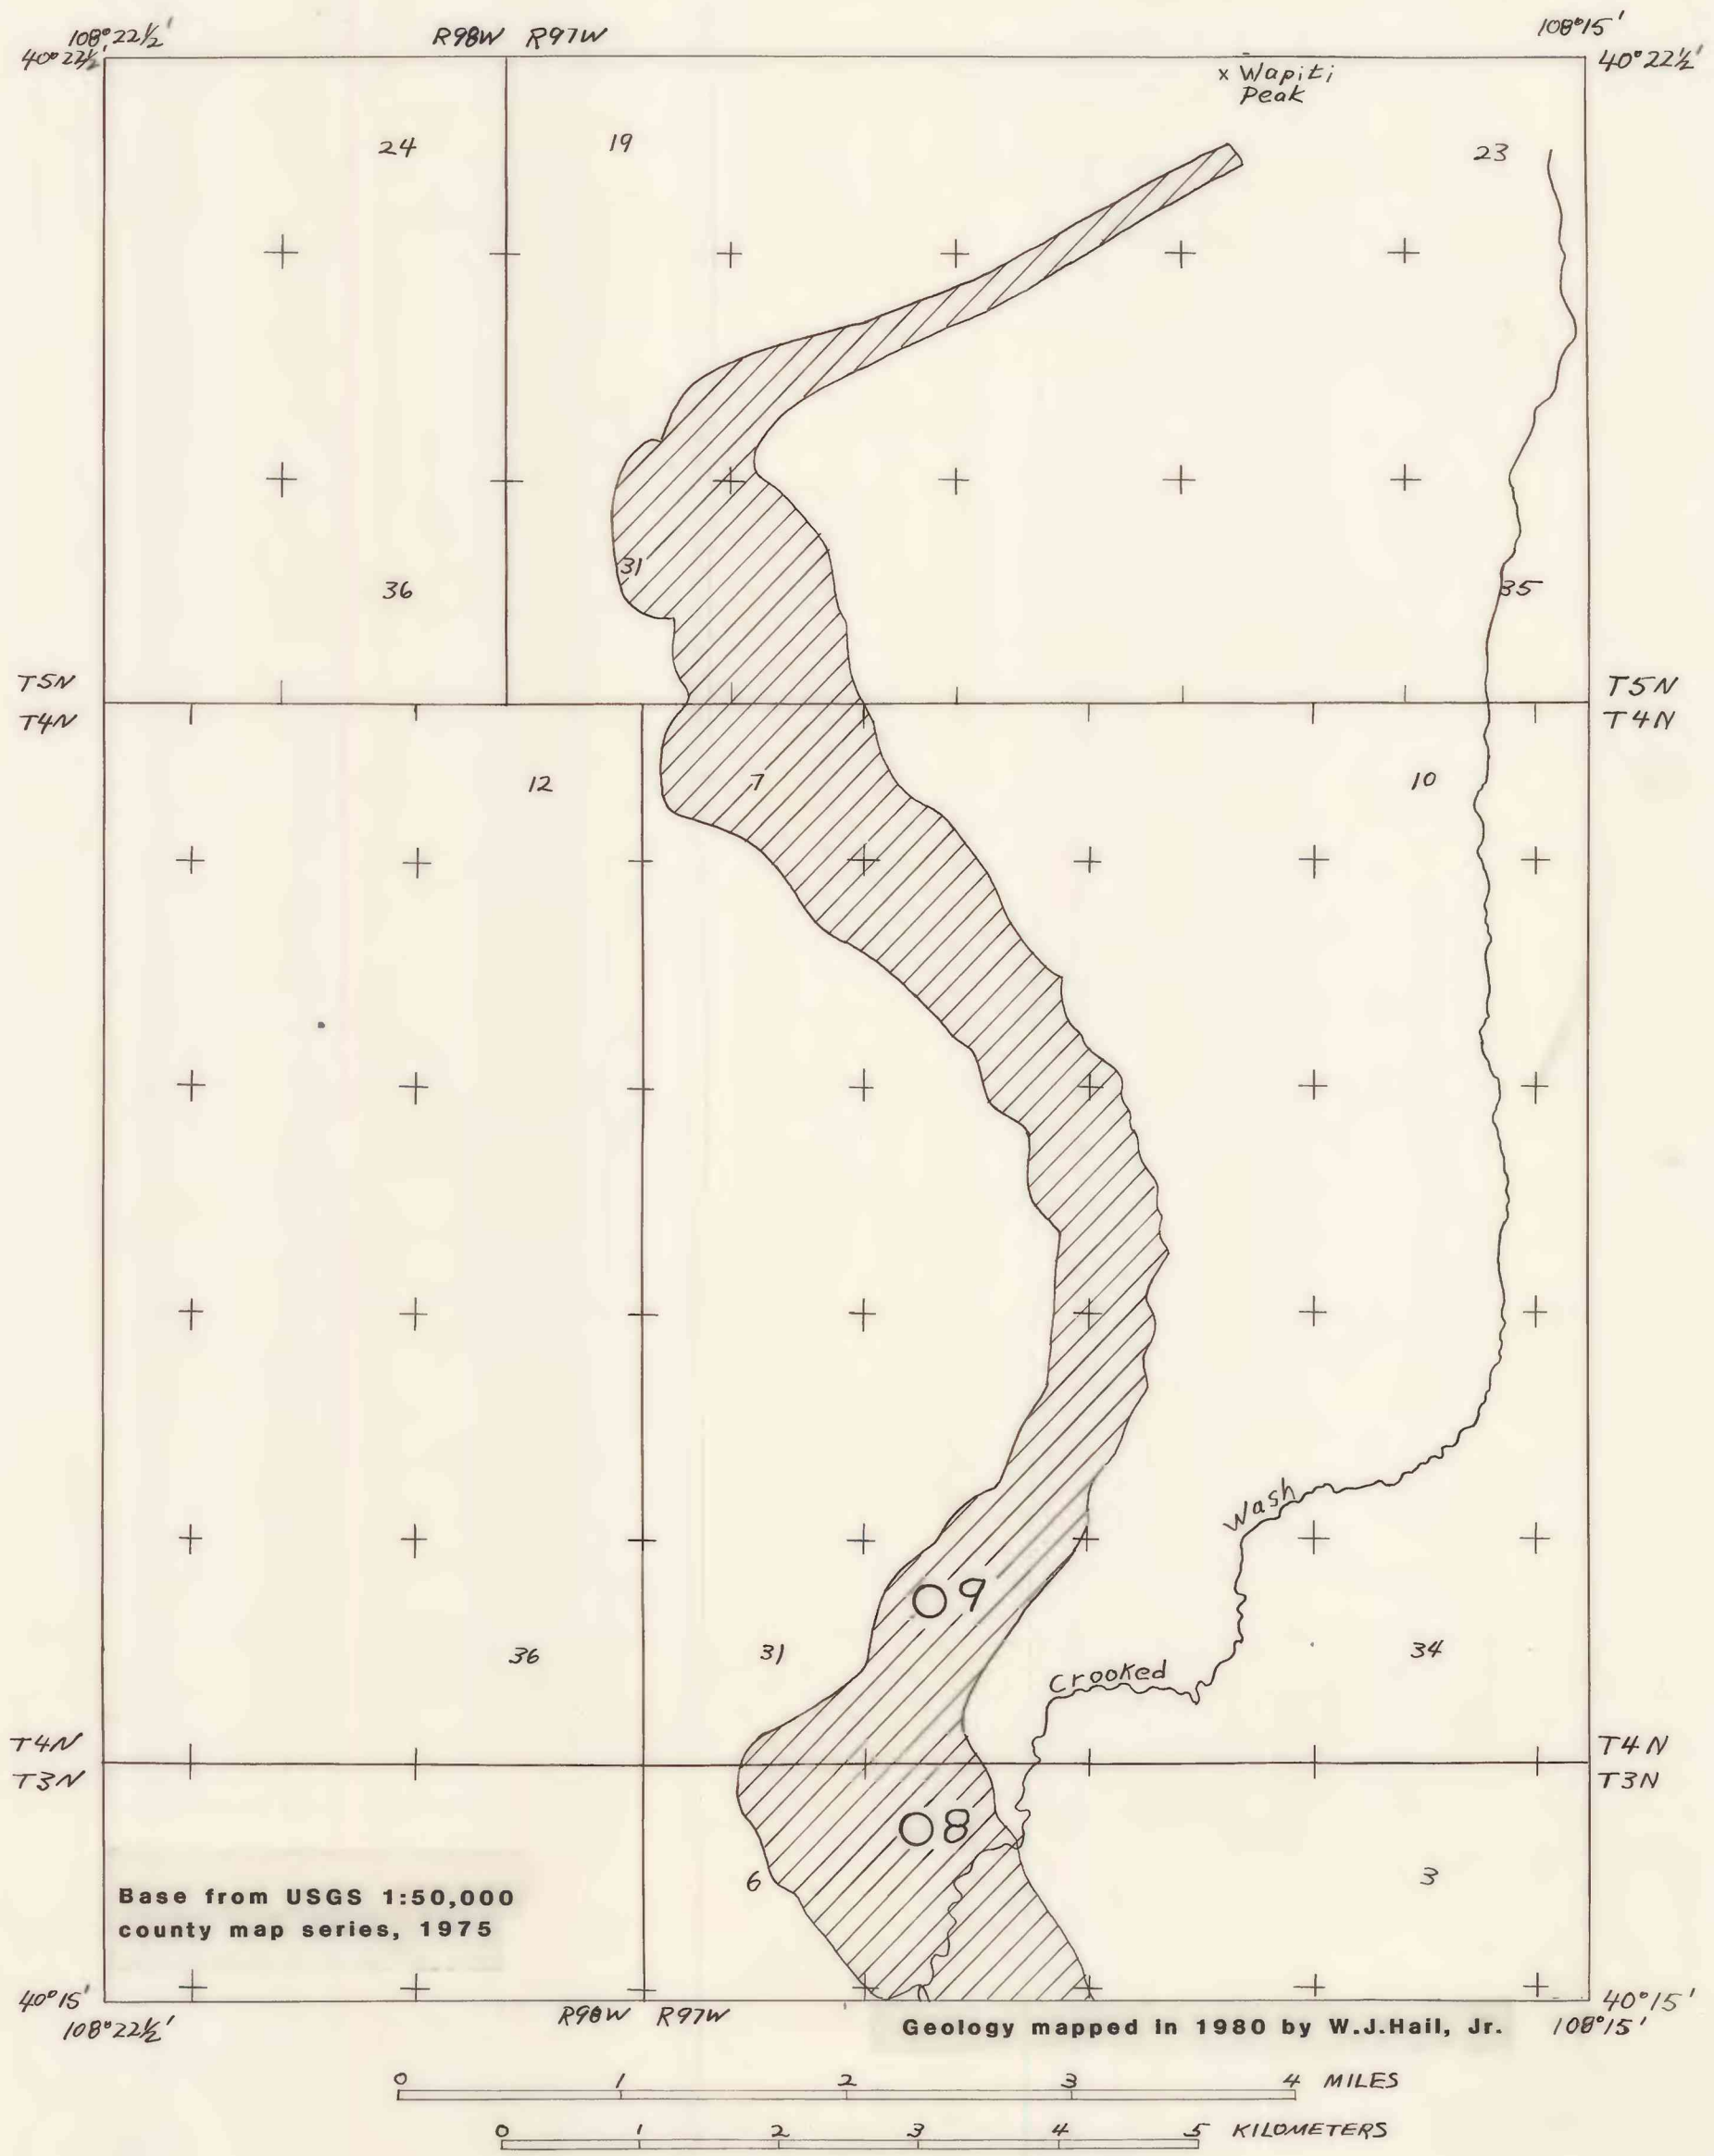 108°22½' R98W R97W 108°15'
40°22½' 40°22½'
x Wapiti
Peak
24 19 23
31
36 35
T5N T5N
T4N T4N
12 7 10
Wash
O9
36 31 34
Crooked
T4N T4N
T3N T3N
O8
6 3
Base from USGS 1:50,000
county map series, 1975
40°15' 40°15'
108°22½' R98W R97W 108°15'
Geology mapped in 1980 by W.J.Hail, Jr.
0 1 2 3 4 MILES
0 1 2 3 4 5 KILOMETERS